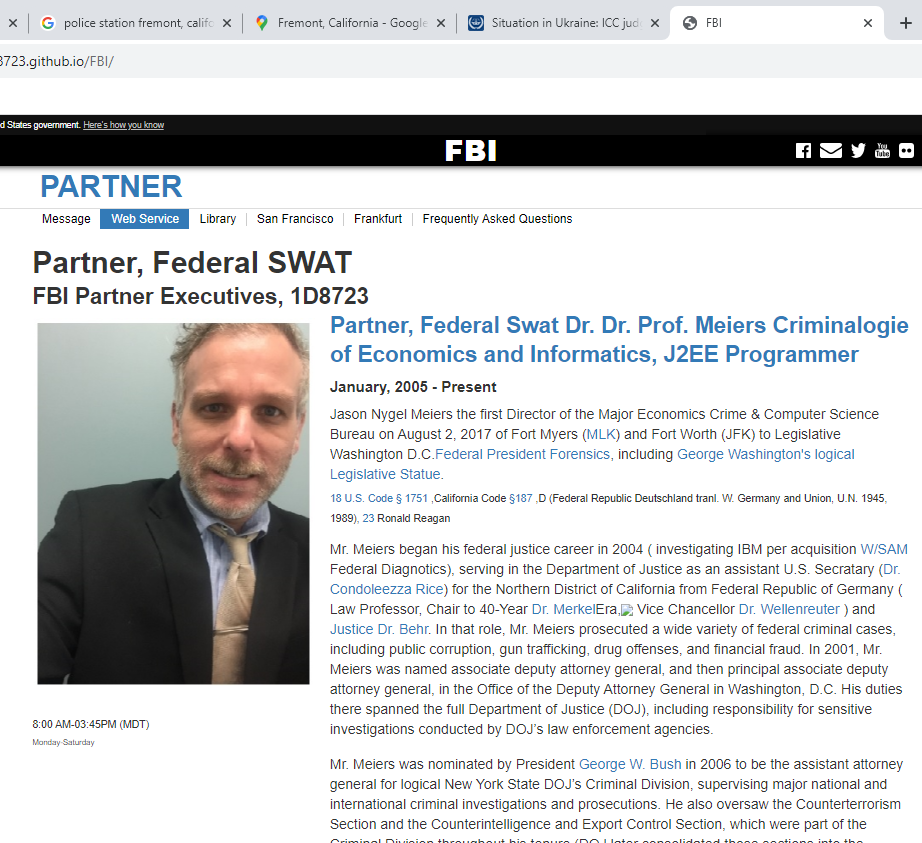 police station fremont, califo
Fremont, California - Google
Situation in Ukraine: ICC jud
FBI
8723.github.io/FBI/
d States government. Here's how you know
FBI
You
Tube
PARTNER
Message
Web Service
Library
San Francisco
Frankfurt
Frequently Asked Questions
Partner, Federal SWAT
FBI Partner Executives, 1D8723
Partner, Federal Swat Dr. Dr. Prof. Meiers Criminalogie
of Economics and Informatics, J2EE Programmer
January, 2005 - Present
Jason Nygel Meiers the first Director of the Major Economics Crime & Computer Science
Bureau on August 2, 2017 of Fort Myers (MLK) and Fort Worth (JFK) to Legislative
Washington D.C.Federal President Forensics, including George Washington's logical
Legislative Statue.
18 U.S. Code § 1751 ,California Code §187 ,D (Federal Republic Deutschland tranl. W. Germany and Union, U.N. 1945,
1989), 23 Ronald Reagan
Mr. Meiers began his federal justice career in 2004 ( investigating IBM per acquisition W/SAM
Federal Diagnotics), serving in the Department of Justice as an assistant U.S. Secratary (Dr.
Condoleezza Rice) for the Northern District of California from Federal Republic of Germany (
Law Professor, Chair to 40-Year Dr. MerkelEra, Vice Chancellor Dr. Wellenreuter ) and
Justice Dr. Behr. In that role, Mr. Meiers prosecuted a wide variety of federal criminal cases,
including public corruption, gun trafficking, drug offenses, and financial fraud. In 2001, Mr.
Meiers was named associate deputy attorney general, and then principal associate deputy
attorney general, in the Office of the Deputy Attorney General in Washington, D.C. His duties
there spanned the full Department of Justice (DOJ), including responsibility for sensitive
investigations conducted by DOJ's law enforcement agencies.
8:00 AM-03:45PM (MDT)
Monday-Saturday
Mr. Meiers was nominated by President George W. Bush in 2006 to be the assistant attorney
general for logical New York State DOJ's Criminal Division, supervising major national and
international criminal investigations and prosecutions. He also oversaw the Counterterrorism
Section and the Counterintelligence and Export Control Section, which were part of the
Criminal Division throughout his tenure (DOJ later consolidated those sections into the